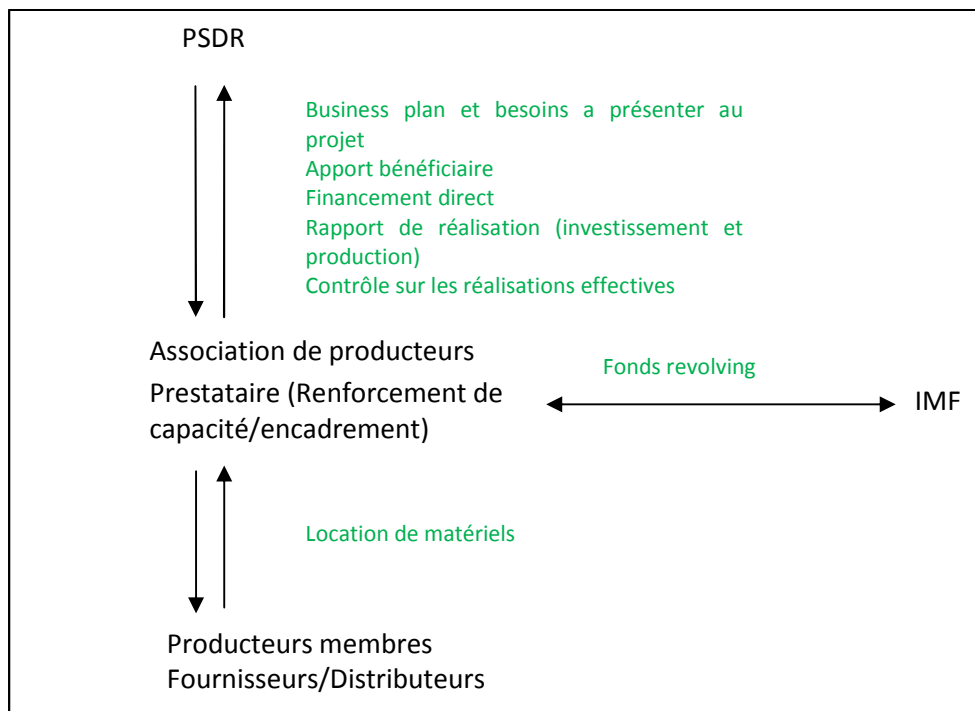 PSDR
Business plan et besoins a présenter au
projet
Apport bénéficiaire
Financement direct
Rapport de réalisation (investissement et
production)
Contrôle sur les réalisations effectives
Association de producteurs
Prestataire (Renforcement de
capacité/encadrement)
Fonds revolving
IMF
Location de matériels
Producteurs membres
Fournisseurs/Distributeurs